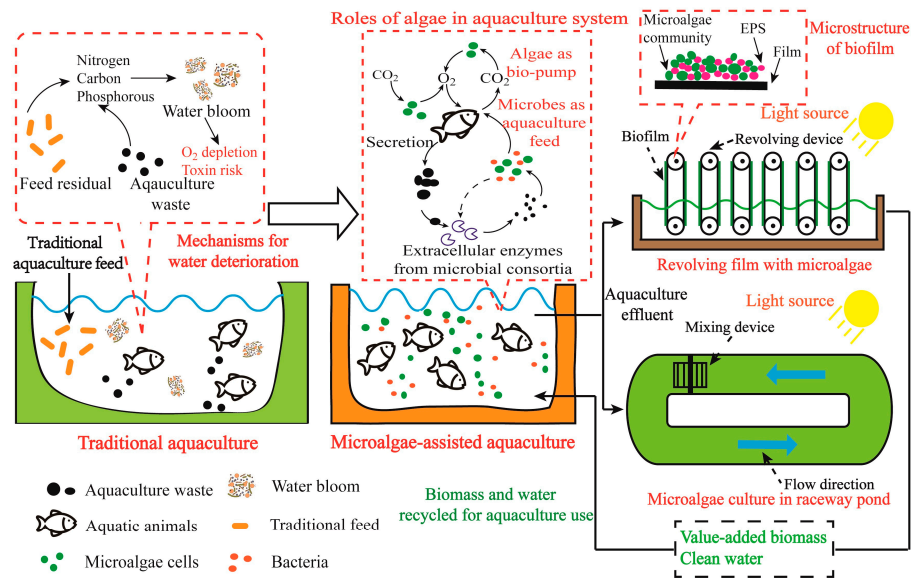 Roles of algae in aquaculture system
Nitrogen
Carbon
Phosphorous
Water bloom
O2 depletion
Toxin risk
Feed residual
Aqauculture
waste
Mechanisms for
water deterioration
Traditional
aquaculture feed
CO2
O2
CO2
Algae as
bio-pump
Microbes as
aquaculture
feed
Secretion
Extracellular enzymes
from microbial consortia
Microalgae
community
EPS
Film
Microstructure
of biofilm
Light source
Biofilm
Revolving device
Revolving film with microalgae
Aquaculture
effluent
Light source
Mixing device
Flow direction
Microalgae culture in raceway pond
Traditional aquaculture
Microalgae-assisted aquaculture
Aquaculture waste
Water bloom
Aquatic animals
Traditional feed
Microalgae cells
Bacteria
Biomass and water
recycled for aquaculture use
Value-added biomass
Clean water